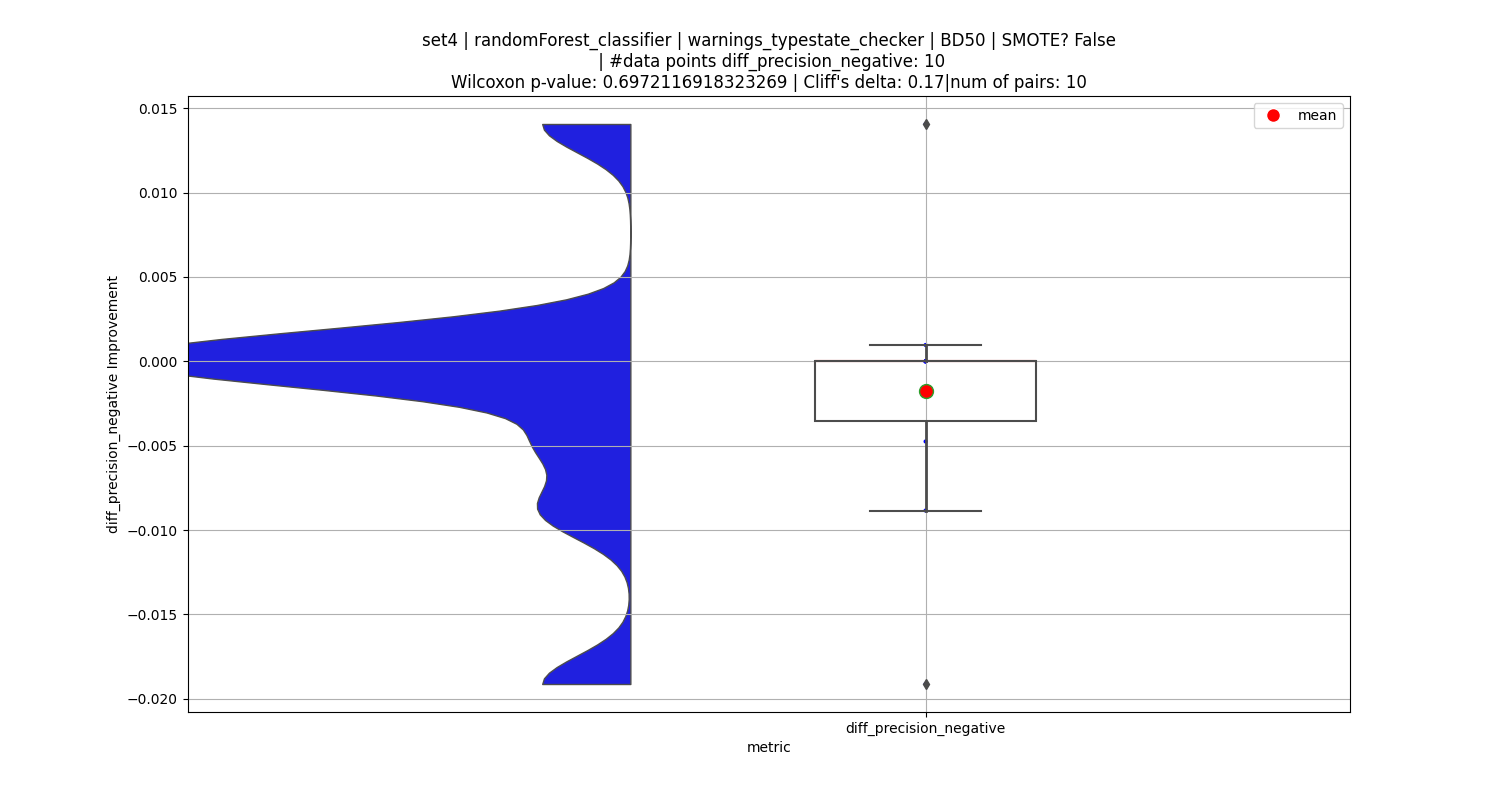 set4 | randomForest_classifier | warnings_typestate_checker | BD50 | SMOTE? False
| #data points diff_precision_negative: 10
Wilcoxon p-value: 0.6972116918323269 | Cliff's delta: 0.17|num of pairs: 10
mean
0.015
0.010
0.005
0.000
−0.005
−0.010
−0.015
−0.020
diff_precision_negative Improvement
diff_precision_negative
metric